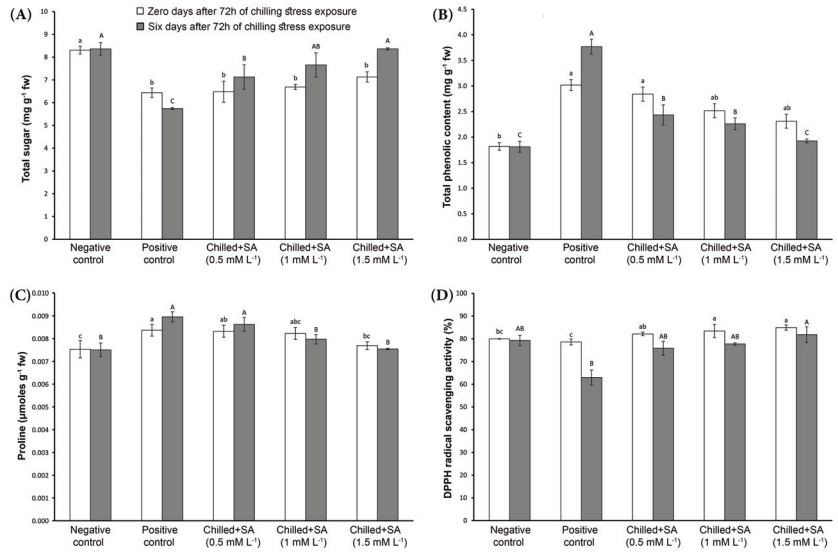 (A)
Zero days after 72h of chilling stress exposure
Six days after 72h of chilling stress exposure
Total sugar (mg g-1 fw)
10
9
8
7
6
5
4
3
2
1
0
a A
b C
b B
b AB
b A
Negative control
Positive control
Chilled+SA (0.5 mM L-1)
Chilled+SA (1 mM L-1)
Chilled+SA (1.5 mM L-1)
(B)
Total phenolic content (mg g-1 fw)
4.5
4.0
3.5
3.0
2.5
2.0
1.5
1.0
0.5
0.0
b C
a A
a B
ab B
ab C
Negative control
Positive control
Chilled+SA (0.5 mM L-1)
Chilled+SA (1 mM L-1)
Chilled+SA (1.5 mM L-1)
(C)
Proline (μmoles g-1 fw)
0.010
0.009
0.008
0.007
0.006
0.005
0.004
0.003
0.002
0.001
0.000
c B
a A
ab A
abc B
bc B
Negative control
Positive control
Chilled+SA (0.5 mM L-1)
Chilled+SA (1 mM L-1)
Chilled+SA (1.5 mM L-1)
(D)
DPPH radical scavenging activity (%)
100
90
80
70
60
50
40
30
20
10
0
bc AB
c B
ab AB
a AB
a A
Negative control
Positive control
Chilled+SA (0.5 mM L-1)
Chilled+SA (1 mM L-1)
Chilled+SA (1.5 mM L-1)